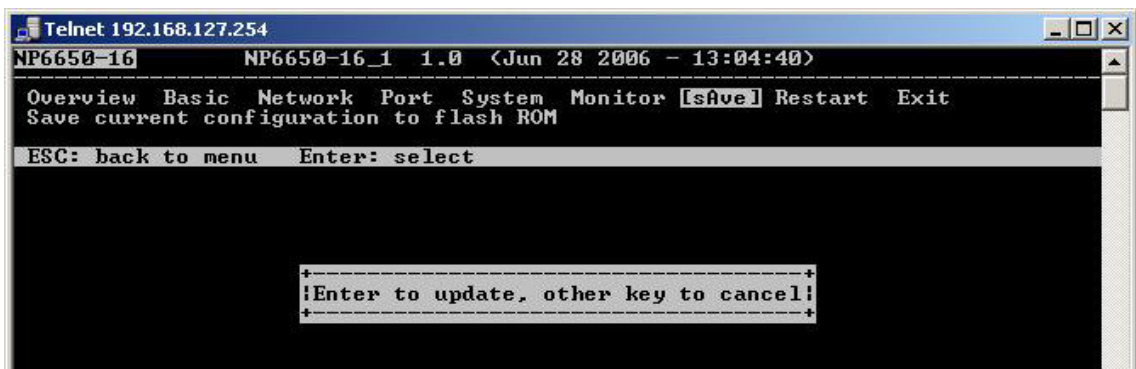 Telnet 192.168.127.254
NP6650-16 NP6650-16_1 1.0 (Jun 28 2006 - 13:04:40)
Overview Basic Network Port System Monitor [sAve] Restart Exit
Save current configuration to flash ROM
ESC: back to menu Enter: select
Enter to update, other key to cancel